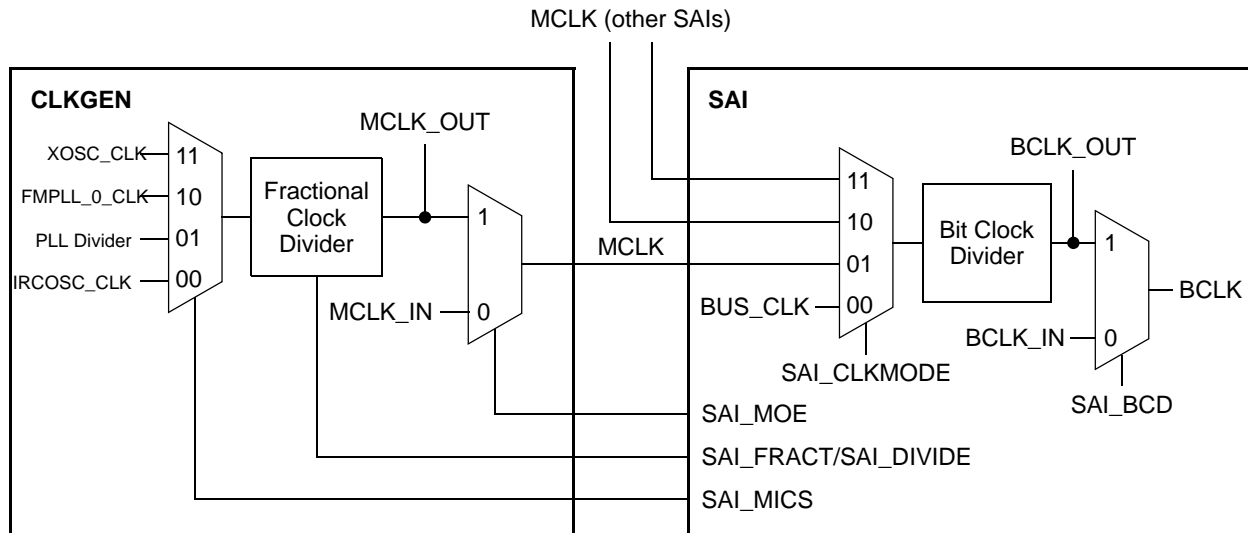 MCLK (other SAIs)
CLKGEN
SAI
MCLK_OUT
BCLK_OUT
XOSC_CLK
11
FMPLL_0_CLK
10
PLL Divider
01
IRCOSC_CLK
00
Fractional
Clock
Divider
1
MCLK_IN
0
MCLK
11
10
01
BUS_CLK
00
Bit Clock
Divider
1
BCLK_IN
0
BCLK
SAI_CLKMODE
SAI_BCD
SAI_MOE
SAI_FRACT/SAI_DIVIDE
SAI_MICS